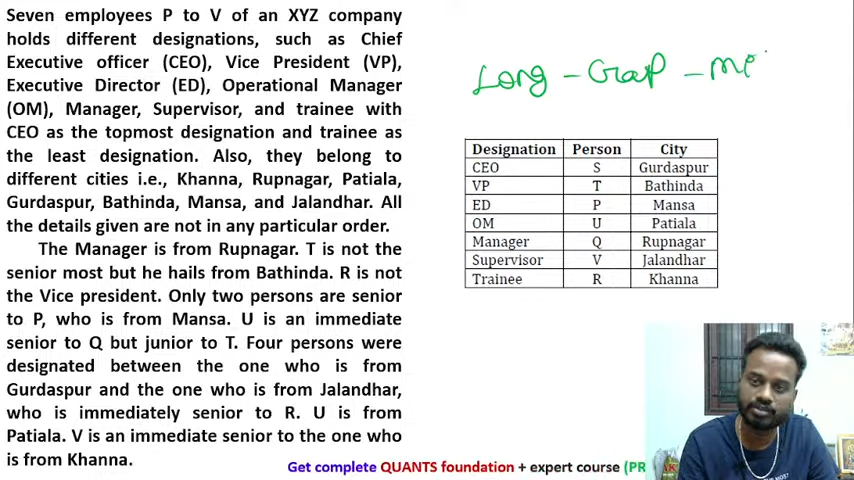 Seven employees P to V of an XYZ company
holds different designations, such as Chief
Executive officer (CEO), Vice President (VP),
Executive Director (ED), Operational Manager
(OM), Manager, Supervisor, and trainee with
CEO as the topmost designation and trainee as
the least designation. Also, they belong to
different cities i.e., Khanna, Rupnagar, Patiala,
Gurdaspur, Bathinda, Mansa, and Jalandhar. All
the details given are not in any particular order.
The Manager is from Rupnagar. T is not the
senior most but he hails from Bathinda. R is not
the Vice president. Only two persons are senior
to P, who is from Mansa. U is an immediate
senior to Q but junior to T. Four persons were
designated between the one who is from
Gurdaspur and the one who is from Jalandhar,
who is immediately senior to R. U is from
Patiala. V is an immediate senior to the one who
is from Khanna.
Long - Grap -
Designation Person City
CEO S Gurdaspur
VP T Bathinda
ED P Mansa
OM U Patiala
Manager Q Rupnagar
Supervisor V Jalandhar
Trainee R Khanna
Get complete QUANTS foundation + expert course (PR